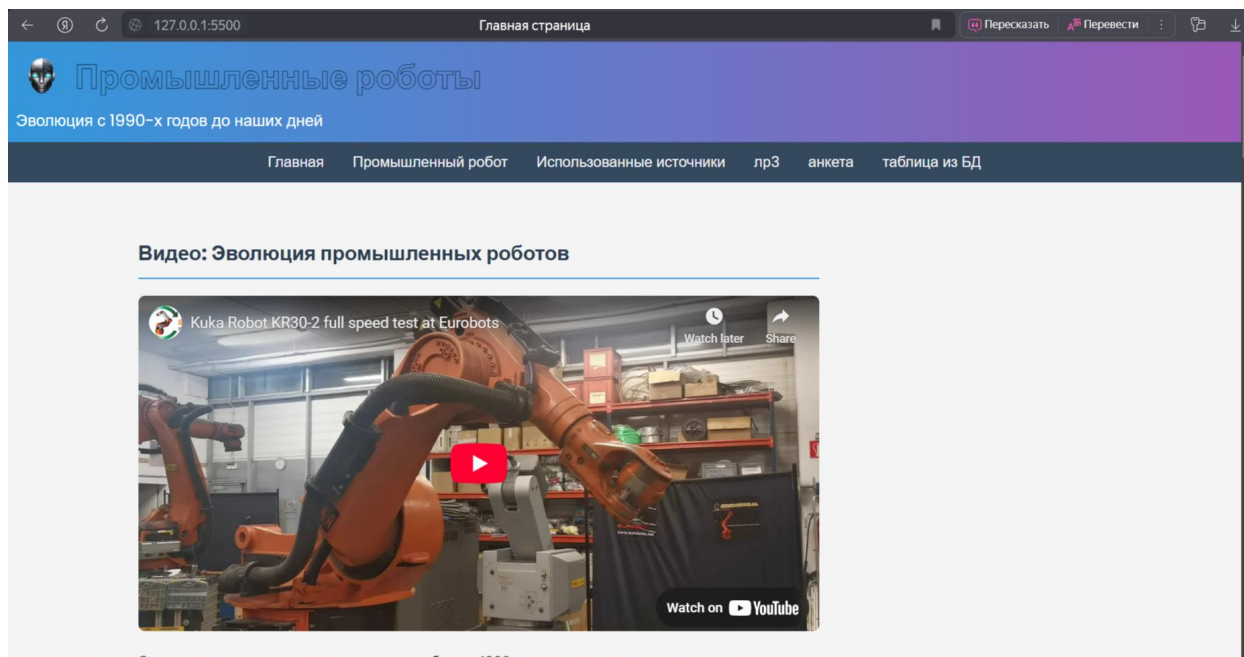 127.0.0.1:5500
Главная страница
Пересказать
Перевести
Промышленные роботы
Эволюция с 1990-х годов до наших дней
Главная Промышленный робот Использованные источники лр3 анкета таблица из БД
Видео: Эволюция промышленных роботов
Kuka Robot KR30-2 full speed test at Eurobots
Watch later
Share
Watch on YouTube